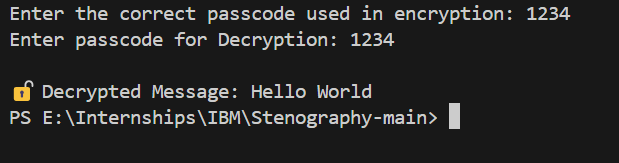 Enter the correct passcode used in encryption: 1234
Enter passcode for Decryption: 1234
🔓 Decrypted Message: Hello World
PS E:\Internships\IBM\Stenography-main>